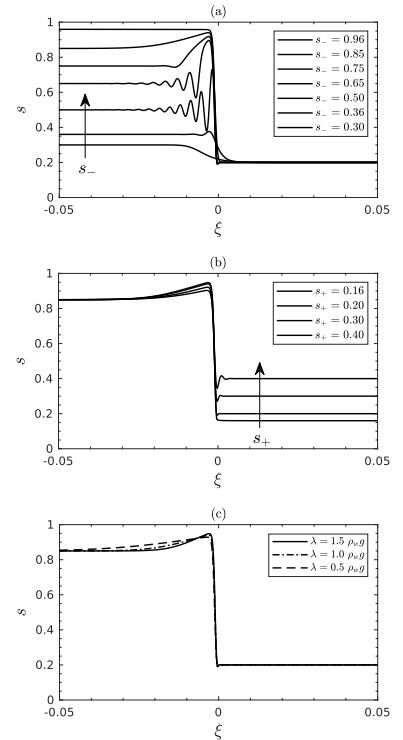 (a)
1
0.8
0.6
0.4
0.2
0
s
s₋
s₋ = 0.96
s₋ = 0.85
s₋ = 0.75
s₋ = 0.65
s₋ = 0.50
s₋ = 0.36
s₋ = 0.30
-0.05
0
0.05
ξ
(b)
1
0.8
0.6
0.4
0.2
0
s
s₊ = 0.16
s₊ = 0.20
s₊ = 0.30
s₊ = 0.40
s₊
-0.05
0
0.05
ξ
(c)
1
0.8
0.6
0.4
0.2
0
s
λ = 1.5 ρ_w g
λ = 1.0 ρ_w g
λ = 0.5 ρ_w g
-0.05
0
0.05
ξ